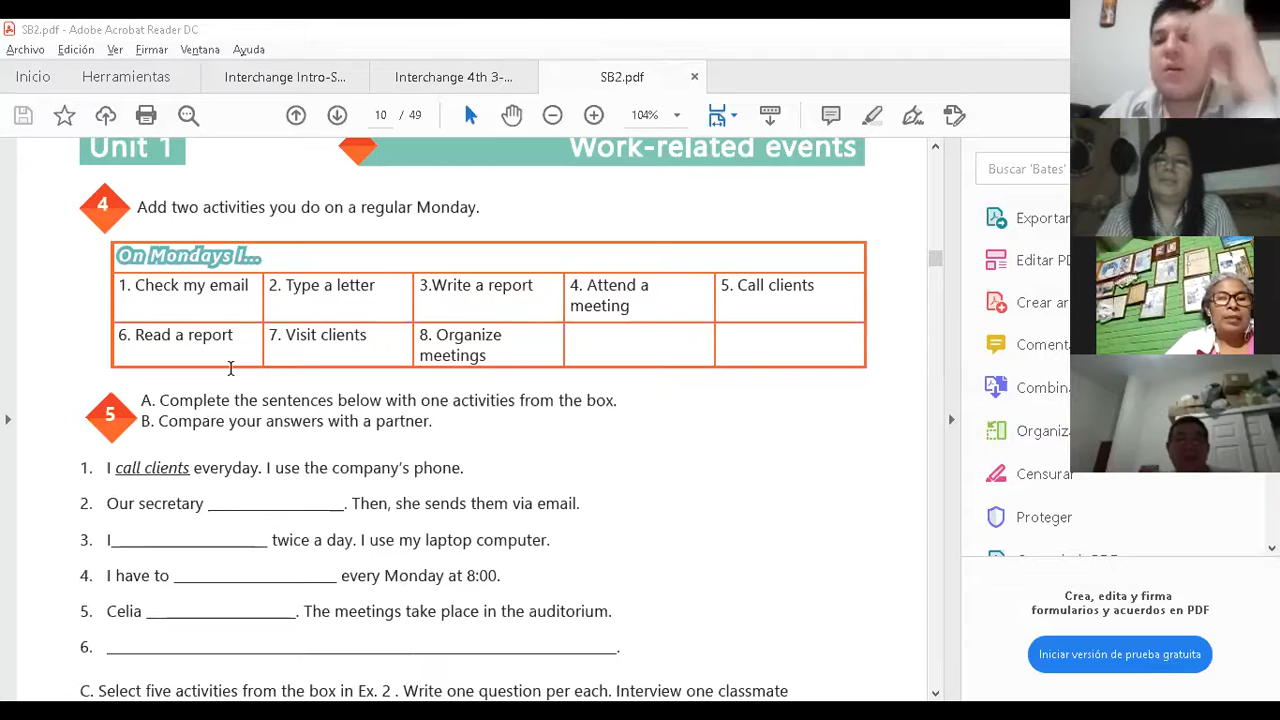 SB2.pdf - Adobe Acrobat Reader DC
Archivo Edición Ver Firmar Ventana Ayuda
Inicio Herramientas Interchange Intro-S... Interchange 4th 3-... SB2.pdf ×
10 / 49 104%
Unit 1 Work-related events
4 Add two activities you do on a regular Monday.
On Mondays I...
1. Check my email 2. Type a letter 3.Write a report 4. Attend a meeting 5. Call clients
6. Read a report 7. Visit clients 8. Organize meetings
5 A. Complete the sentences below with one activities from the box.
B. Compare your answers with a partner.
1. I call clients everyday. I use the company's phone.
2. Our secretary _______________. Then, she sends them via email.
3. I_________________ twice a day. I use my laptop computer.
4. I have to __________________ every Monday at 8:00.
5. Celia ________________. The meetings take place in the auditorium.
6. _________________________________________________________.
C. Select five activities from the box in Ex. 2 . Write one question per each. Interview one classmate
Buscar 'Bates'
Exportar
Editar PD
Crear ar
Coment
Combin
Organiz
Censurar
Proteger
Crea, edita y firma
formularios y acuerdos en PDF
Iniciar versión de prueba gratuita